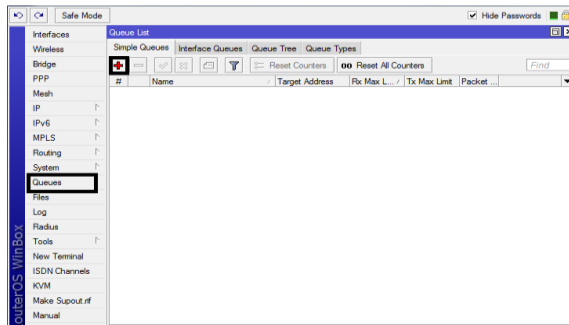 Safe Mode
Hide Passwords
Interfaces
Wireless
Bridge
PPP
Mesh
IP
IPv6
MPLS
Routing
System
Queues
Files
Log
Radius
Tools
New Terminal
ISDN Channels
KVM
Make Supout.rif
Manual
outerOS WinBox
Queue List
Simple Queues Interface Queues Queue Tree Queue Types
Reset Counters 00 Reset All Counters Find
# Name Target Address Rx Max L... Tx Max Limit Packet ...